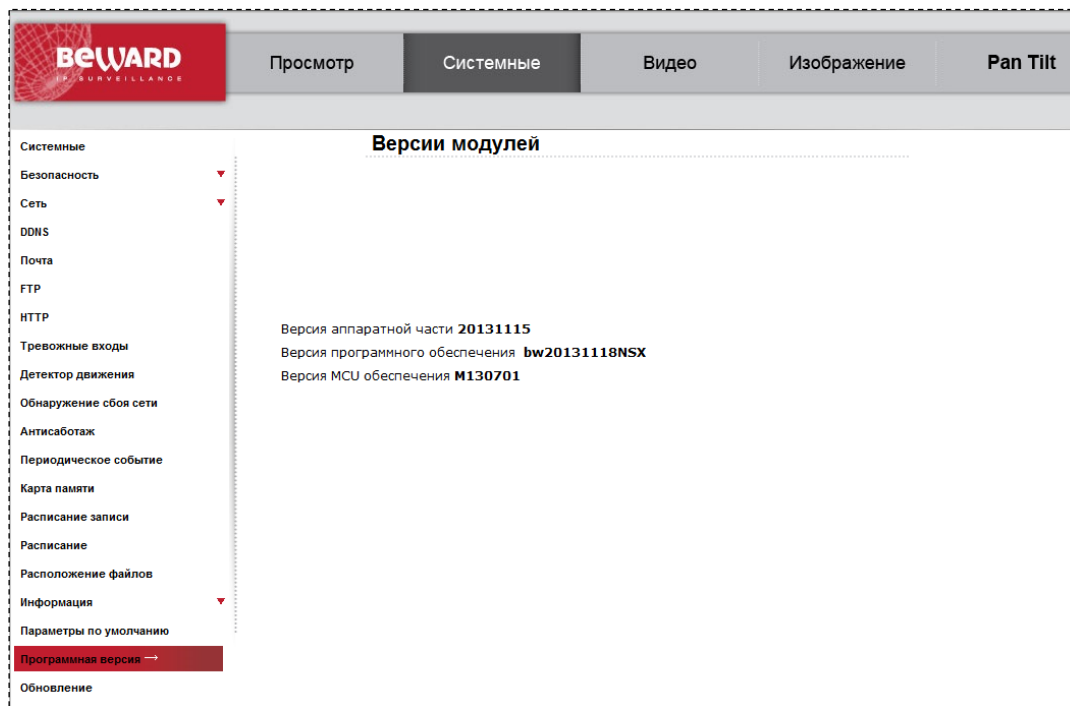 BEWARD
IP SURVEILLANCE
Просмотр
Системные
Видео
Изображение
Pan Tilt
Системные
Безопасность
Сеть
DDNS
Почта
FTP
HTTP
Тревожные входы
Детектор движения
Обнаружение сбоя сети
Антисаботаж
Периодическое событие
Карта памяти
Расписание записи
Расписание
Расположение файлов
Информация
Параметры по умолчанию
Программная версия →
Обновление
Версии модулей
Версия аппаратной части 20131115
Версия программного обеспечения bw20131118NSX
Версия MCU обеспечения M130701